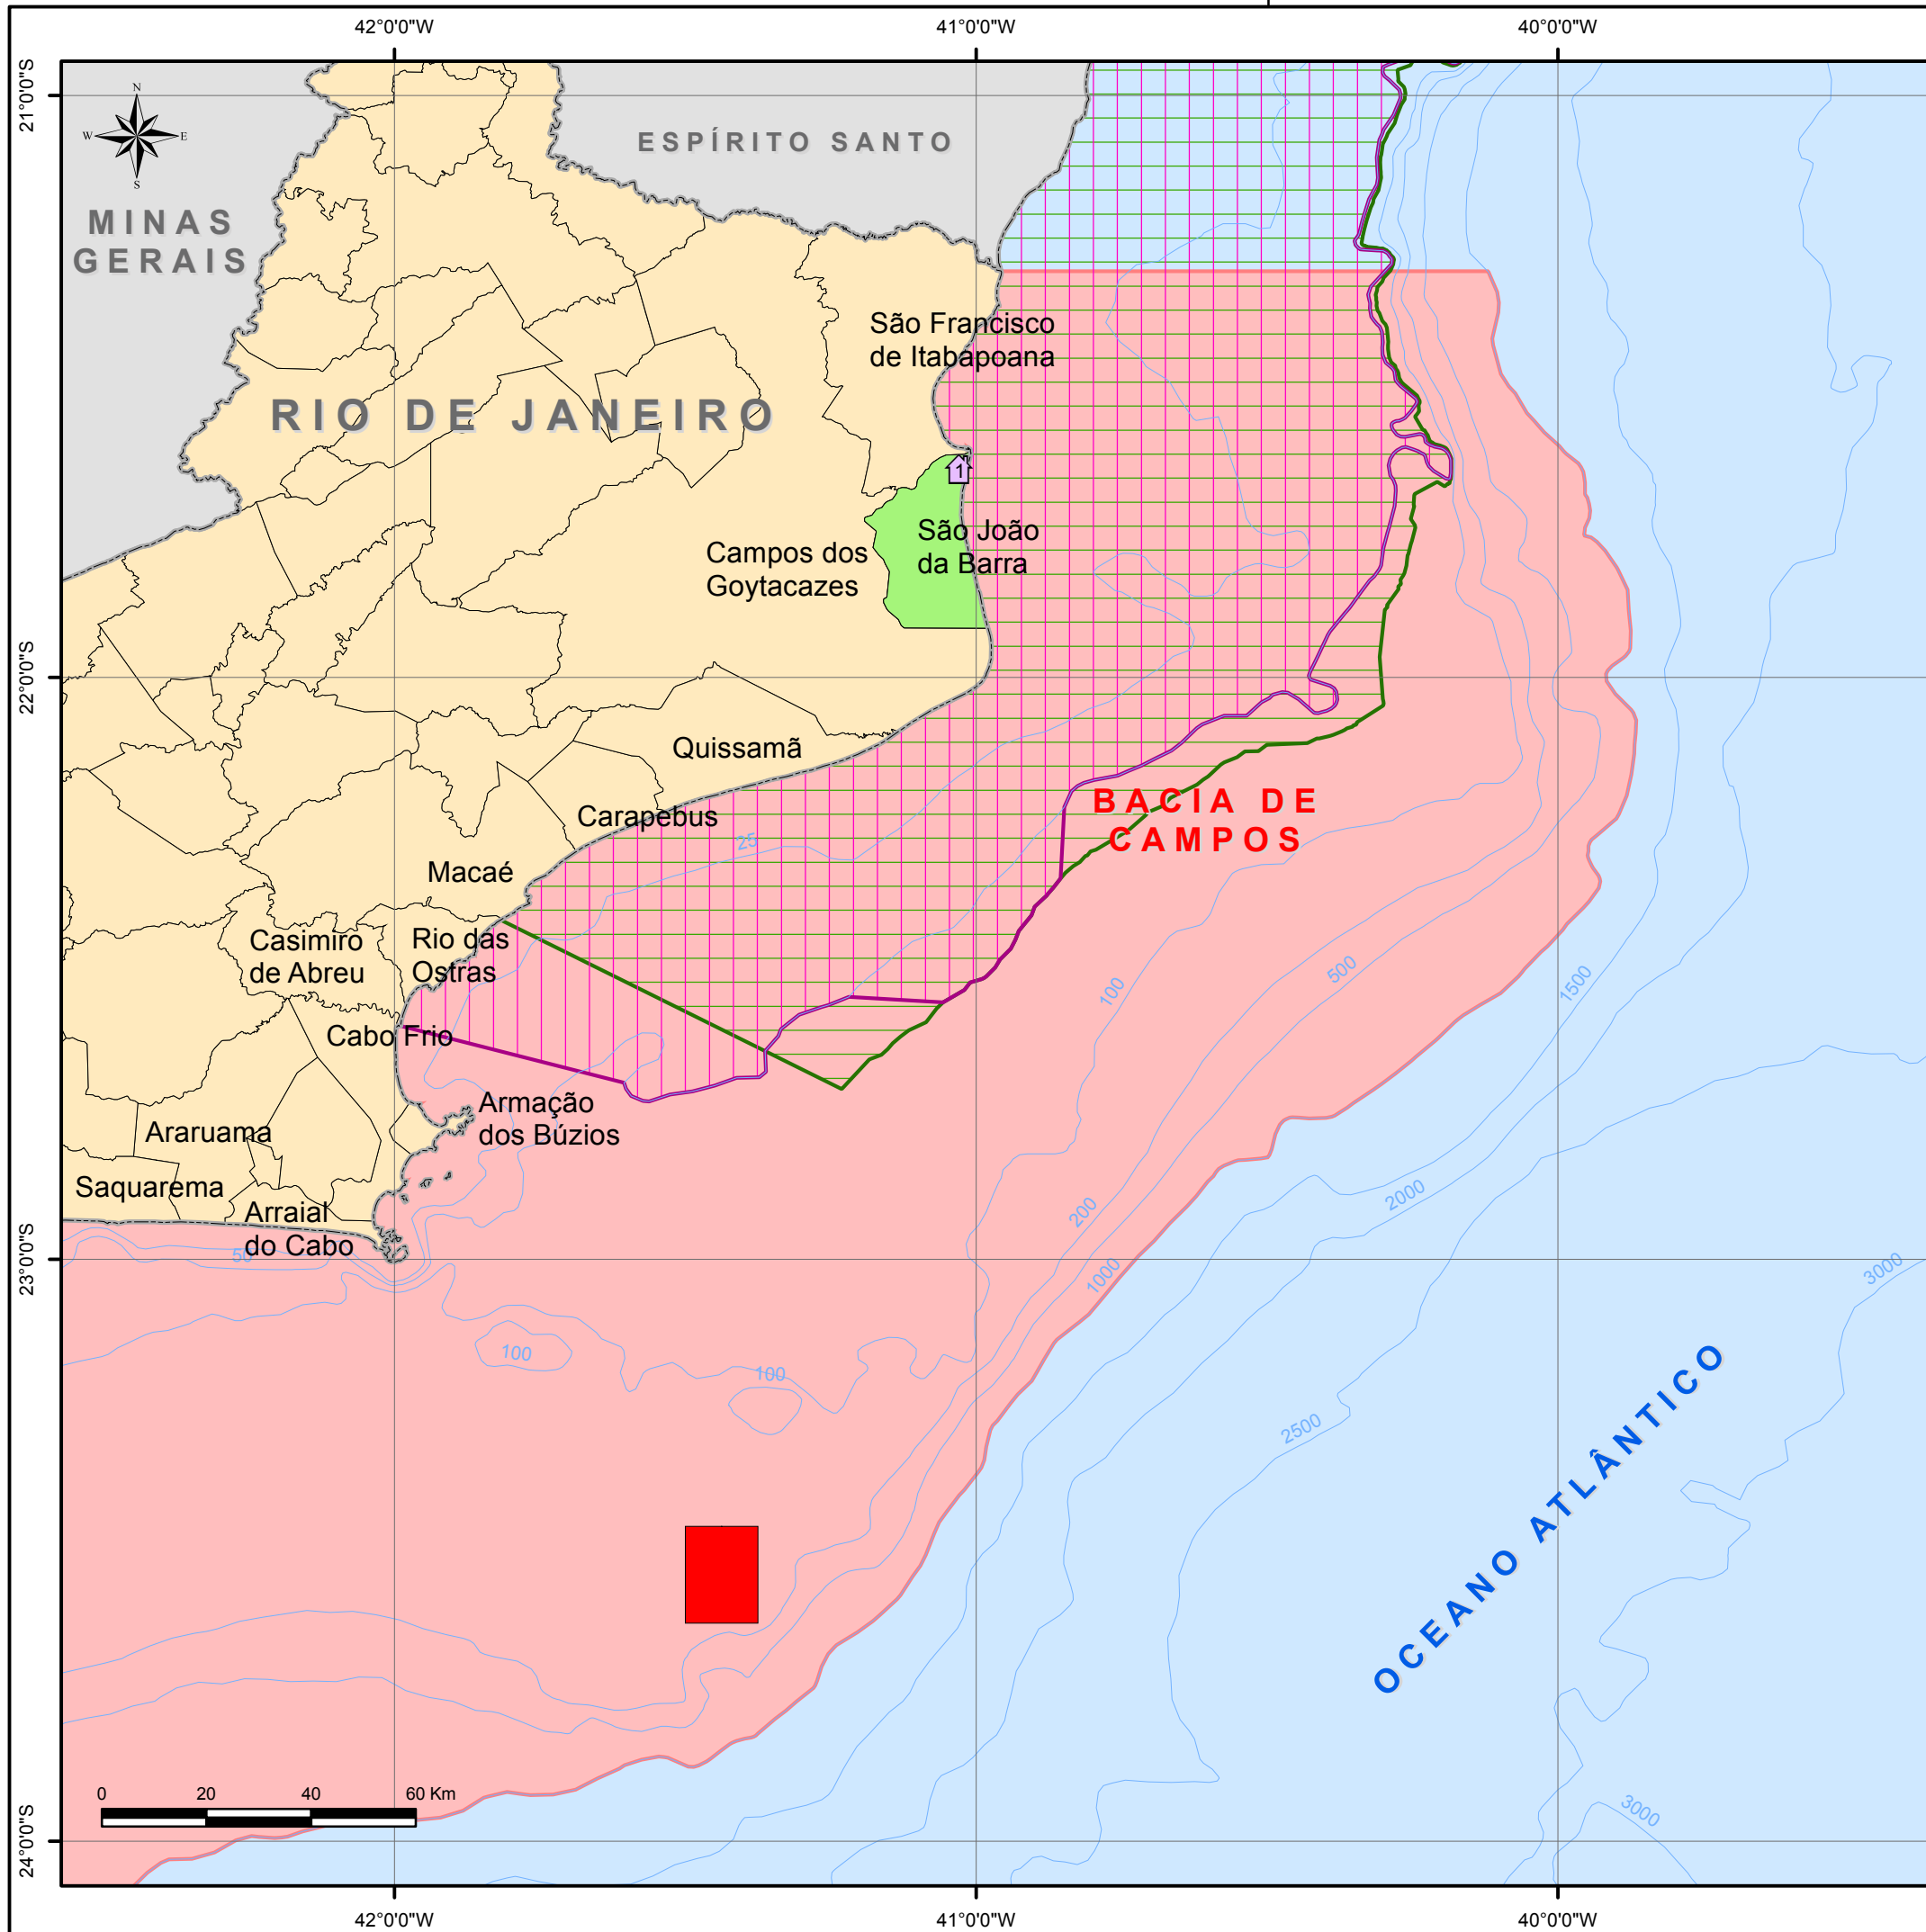 42°0'0"W
41°0'0"W
40°0'0"W
21°0'0"S
N
W
E
S
ESPÍRITO SANTO
MINAS
GERAIS
São Francisco
de Itabapoana
RIO DE JANEIRO
1
São João
da Barra
Campos dos
Goytacazes
22°0'0"S
Quissamã
BACIA DE
CAMPOS
Carapebus
25
Macaé
Casimiro
de Abreu
Rio das
Ostras
100
500
1500
Cabo Frio
Armação
dos Búzios
Araruama
Saquarema
Arraial
do Cabo
50
200
1000
2000
3000
23°0'0"S
100
100
2500
OCEANO ATLÂNTICO
0
20
40
60 Km
3000
24°0'0"S
42°0'0"W
41°0'0"W
40°0'0"W